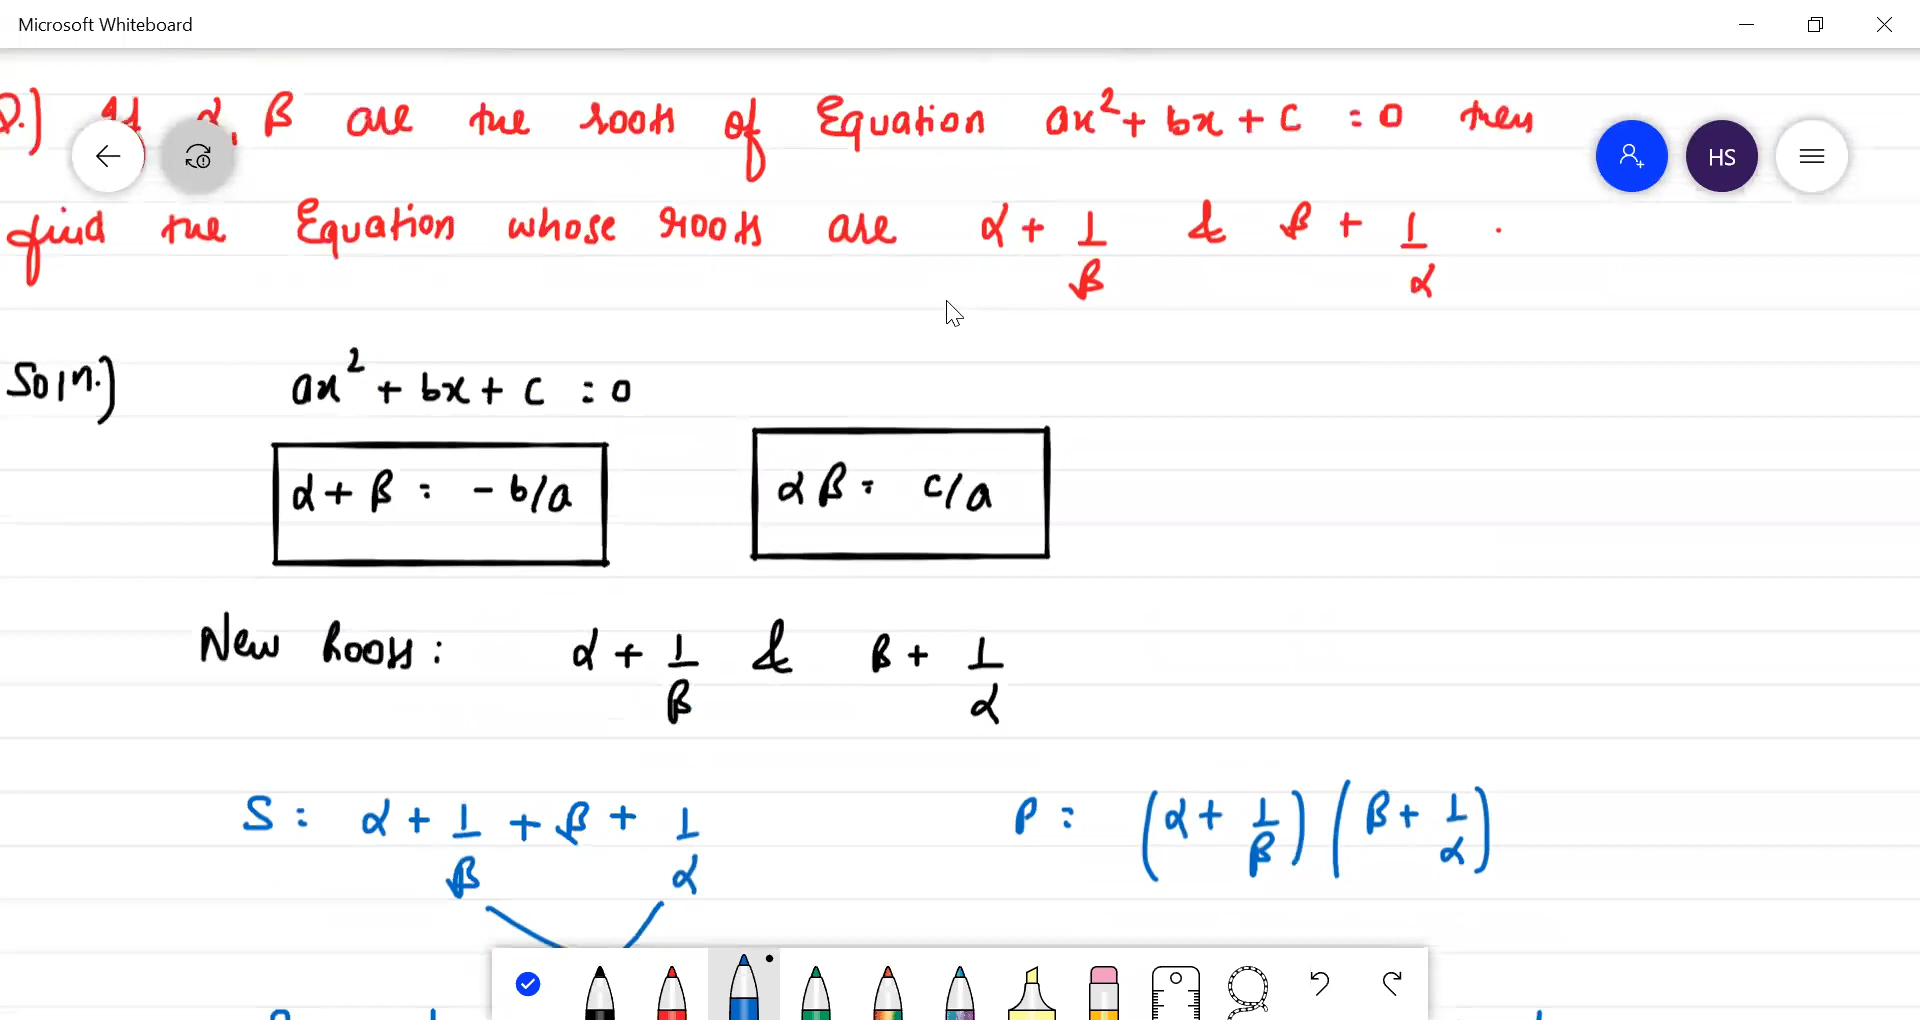 Microsoft Whiteboard
Q.) If α, β are the roots of Equation ax² + bx + c = 0 then
HS
find the Equation whose roots are α + 1/β & β + 1/α .
Soln.) ax² + bx + c = 0
α + β = - b/a
αβ = c/a
New Roots: α + 1/β & β + 1/α
S = α + 1/β + β + 1/α
P = (α + 1/β) (β + 1/α)